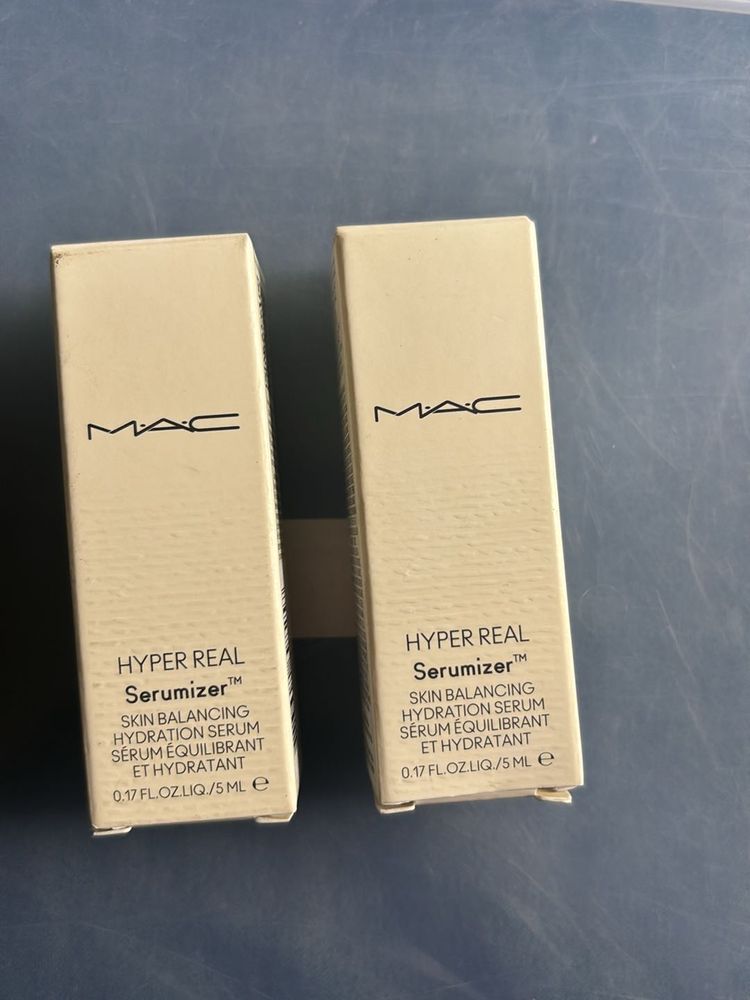 M·A·C
HYPER REAL
Serumizer™
SKIN BALANCING
HYDRATION SERUM
SÉRUM ÉQUILIBRANT
ET HYDRATANT
0.17 FL.OZ.LIQ./5 ML ℮
M·A·C
HYPER REAL
Serumizer™
SKIN BALANCING
HYDRATION SERUM
SÉRUM ÉQUILIBRANT
ET HYDRATANT
0.17 FL.OZ.LIQ./5 ML ℮